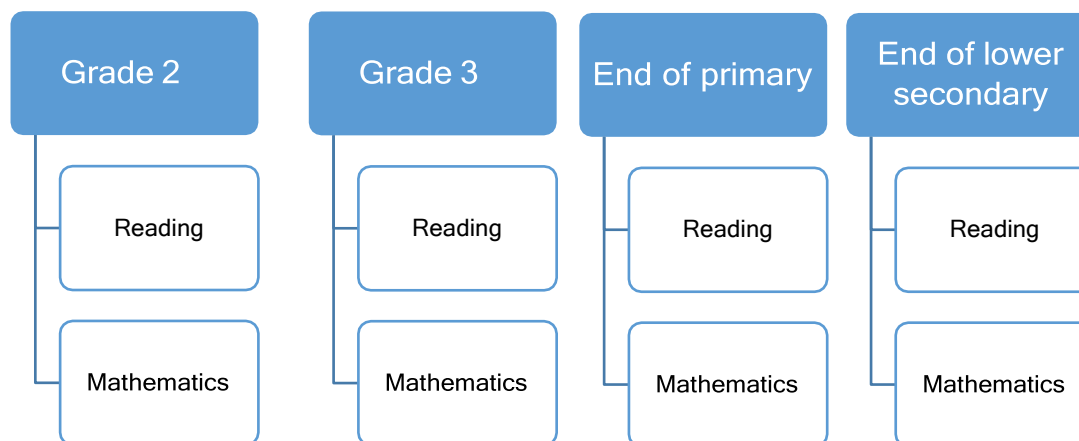 Grade 2
Reading
Mathematics
Grade 3
Reading
Mathematics
End of primary
Reading
Mathematics
End of lower
secondary
Reading
Mathematics